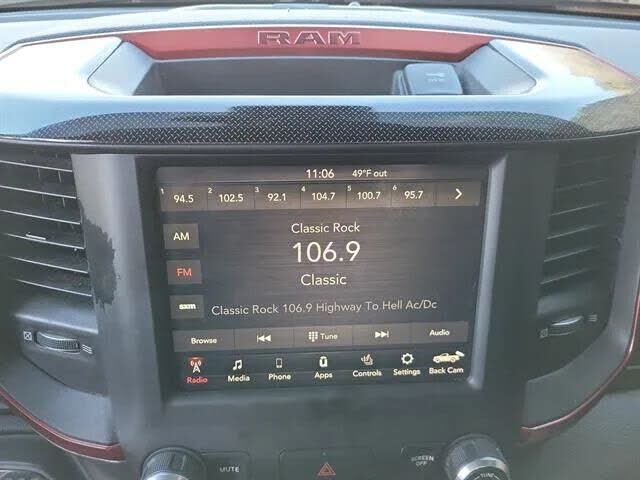 RAM
11:06 49°F out
1 94.5 2 102.5 3 92.1 4 104.7 5 100.7 6 95.7
AM
Classic Rock
106.9
FM
Classic
sxm
Classic Rock 106.9 Highway To Hell Ac/Dc
Browse Tune Audio
Radio Media Phone Apps Controls Settings Back Cam
MUTE
SCREEN OFF
TUNE